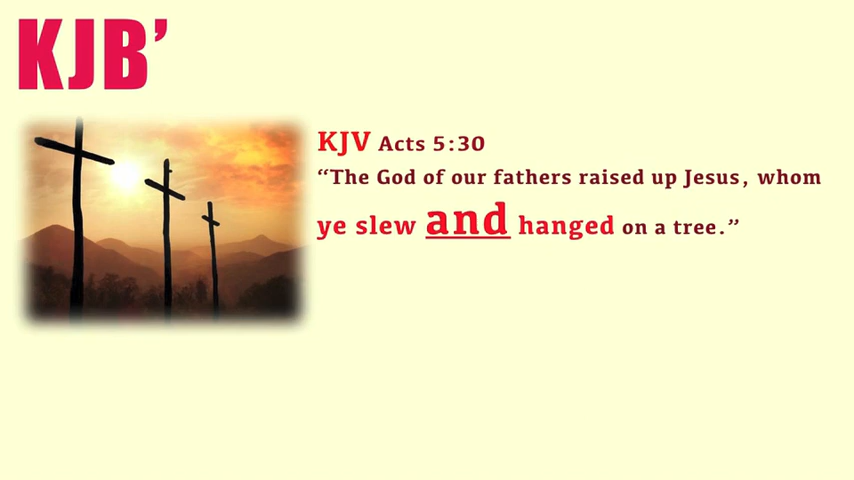 KJB’
KJV Acts 5:30
“The God of our fathers raised up Jesus, whom
ye slew and hanged on a tree.”